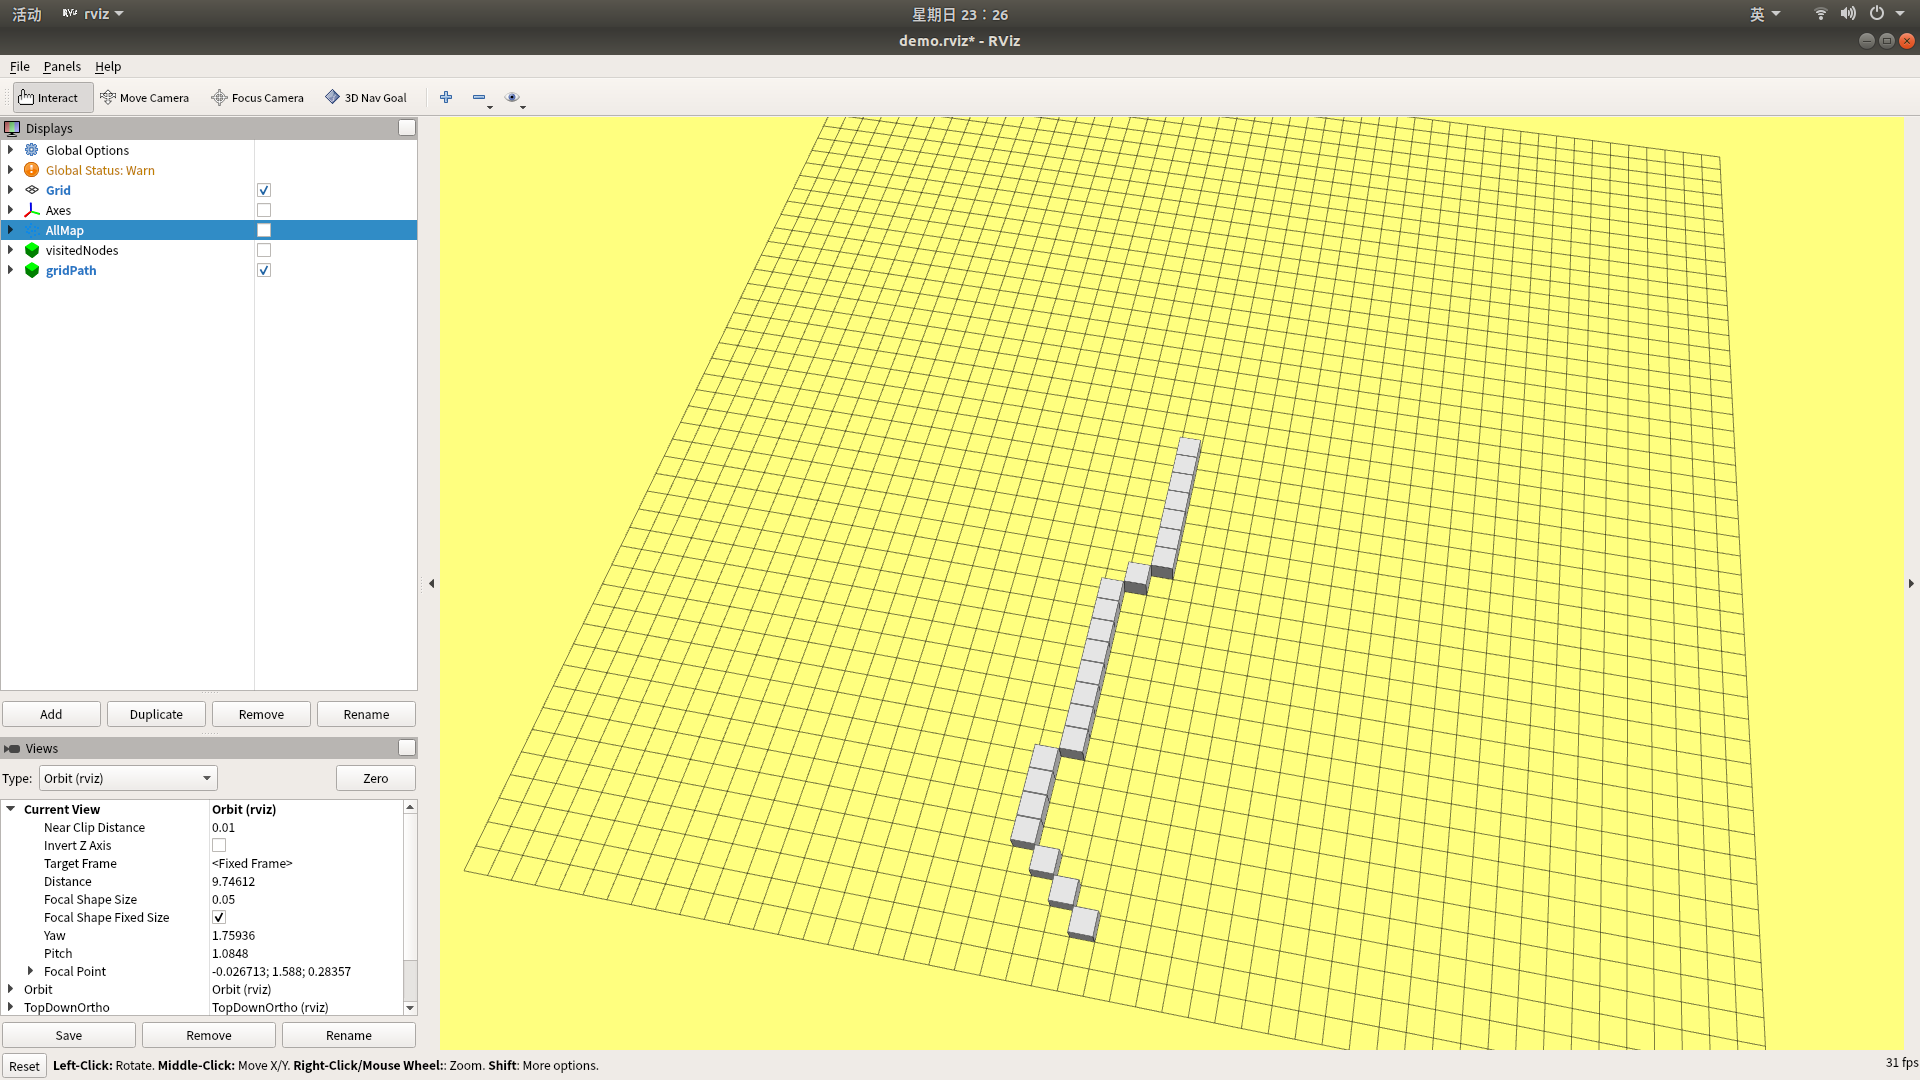 活动 RViz rviz 星期日 23：26 英
demo.rviz* - RViz
File Panels Help
Interact Move Camera Focus Camera 3D Nav Goal
Displays
Global Options
Global Status: Warn
Grid
Axes
AllMap
visitedNodes
gridPath
Add Duplicate Remove Rename
Views
Type: Orbit (rviz) Zero
Current View Orbit (rviz)
Near Clip Distance 0.01
Invert Z Axis
Target Frame <Fixed Frame>
Distance 9.74612
Focal Shape Size 0.05
Focal Shape Fixed Size
Yaw 1.75936
Pitch 1.0848
Focal Point -0.026713; 1.588; 0.28357
Orbit Orbit (rviz)
TopDownOrtho TopDownOrtho (rviz)
Save Remove Rename
Reset Left-Click: Rotate. Middle-Click: Move X/Y. Right-Click/Mouse Wheel:: Zoom. Shift: More options. 31 fps